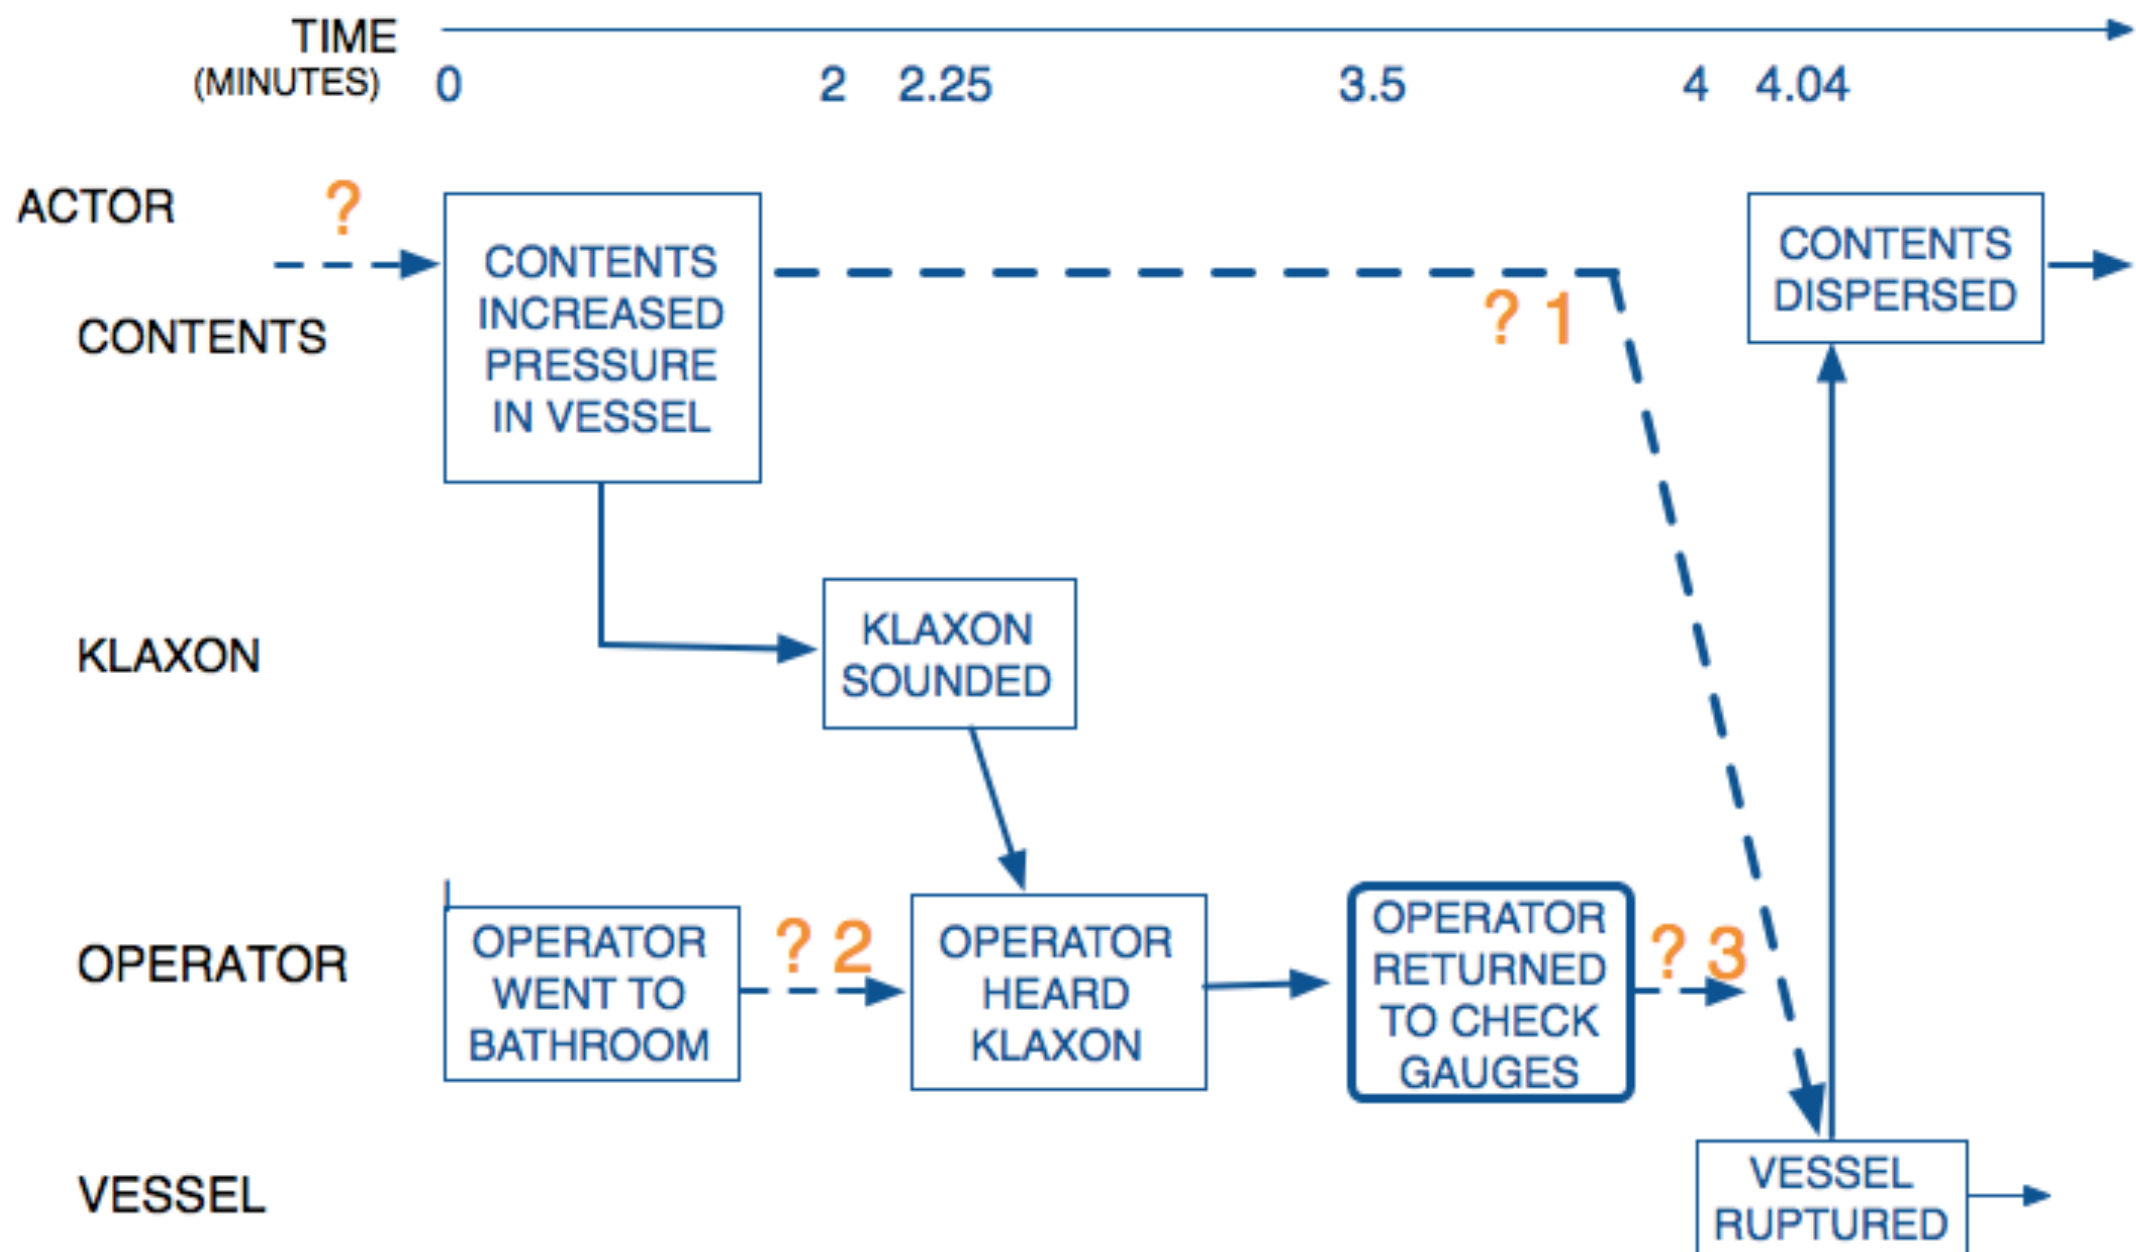 TIME
(MINUTES)
0 2 2.25 3.5 4 4.04
ACTOR
?
CONTENTS
CONTENTS
INCREASED
PRESSURE
IN VESSEL
? 1
CONTENTS
DISPERSED
KLAXON
KLAXON
SOUNDED
OPERATOR
OPERATOR
WENT TO
BATHROOM
? 2
OPERATOR
HEARD
KLAXON
OPERATOR
RETURNED
TO CHECK
GAUGES
? 3
VESSEL
VESSEL
RUPTURED